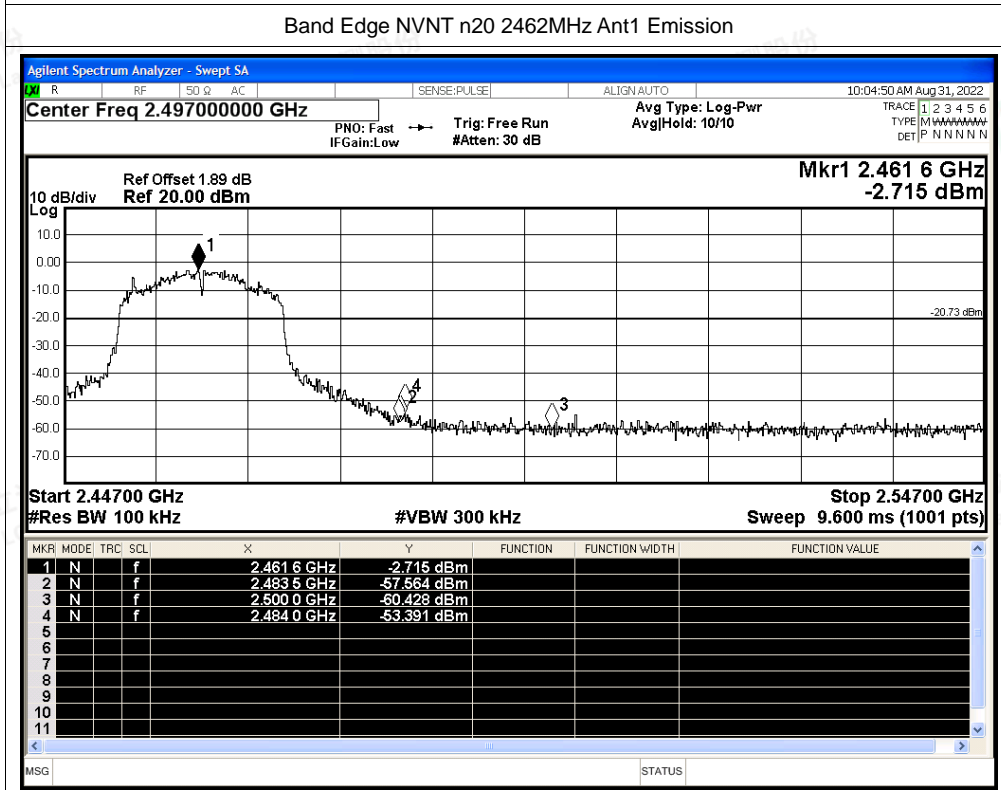 Band Edge NVNT n20 2462MHz Ant1 Emission
Agilent Spectrum Analyzer - Swept SA
LXI R RF 50 Ω AC SENSE:PULSE ALIGN AUTO 10:04:50 AM Aug 31, 2022
Center Freq 2.497000000 GHz
PNO: Fast
IFGain:Low
Trig: Free Run
#Atten: 30 dB
Avg Type: Log-Pwr
Avg|Hold: 10/10
TRACE 1 2 3 4 5 6
TYPE M
DET P N N N N N
Mkr1 2.461 6 GHz
-2.715 dBm
Ref Offset 1.89 dB
10 dB/div Ref 20.00 dBm
Log
10.0
0.00
-10.0
-20.0
-30.0
-40.0
-50.0
-60.0
-70.0
1
4
2
3
-20.73 dBm
Start 2.44700 GHz Stop 2.54700 GHz
#Res BW 100 kHz #VBW 300 kHz Sweep 9.600 ms (1001 pts)
MKR MODE TRC SCL X Y FUNCTION FUNCTION WIDTH FUNCTION VALUE
1 N f 2.461 6 GHz -2.715 dBm
2 N f 2.483 5 GHz -57.564 dBm
3 N f 2.500 0 GHz -60.428 dBm
4 N f 2.484 0 GHz -53.391 dBm
5
6
7
8
9
10
11
MSG STATUS